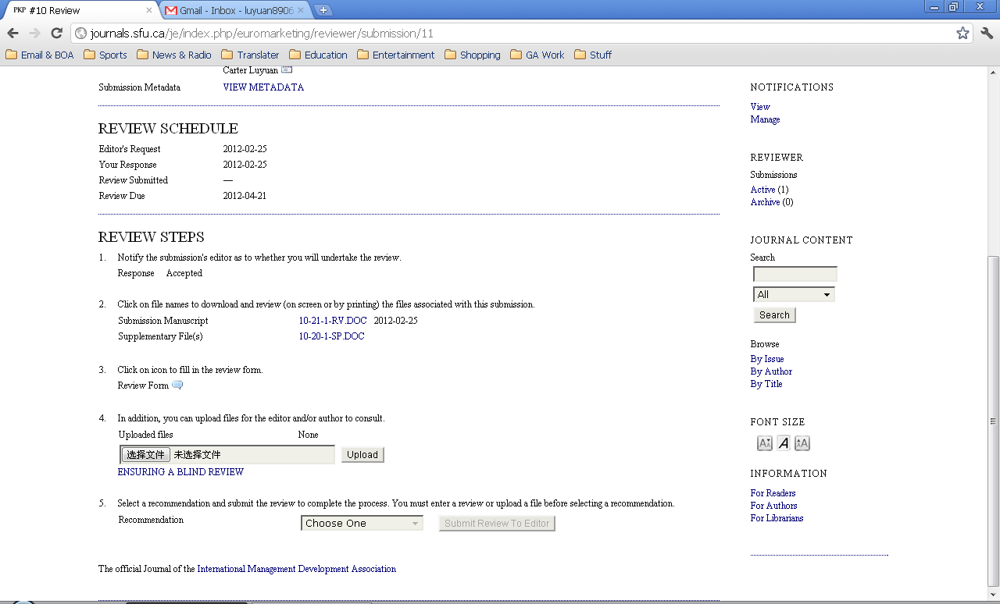 PKP #10 Review
Gmail - Inbox - luyuan8906
journals.sfu.ca/je/index.php/euromarketing/reviewer/submission/11
Email & BOA Sports News & Radio Translater Education Entertainment Shopping GA Work Stuff
Carter Luyuan
Submission Metadata VIEW METADATA
REVIEW SCHEDULE
Editor's Request 2012-02-25
Your Response 2012-02-25
Review Submitted —
Review Due 2012-04-21
REVIEW STEPS
1. Notify the submission's editor as to whether you will undertake the review.
Response Accepted
2. Click on file names to download and review (on screen or by printing) the files associated with this submission.
Submission Manuscript 10-21-1-RV.DOC 2012-02-25
Supplementary File(s) 10-20-1-SP.DOC
3. Click on icon to fill in the review form.
Review Form
4. In addition, you can upload files for the editor and/or author to consult.
Uploaded files None
选择文件 未选择文件 Upload
ENSURING A BLIND REVIEW
5. Select a recommendation and submit the review to complete the process. You must enter a review or upload a file before selecting a recommendation.
Recommendation Choose One Submit Review To Editor
The official Journal of the International Management Development Association
NOTIFICATIONS
View
Manage
REVIEWER
Submissions
Active (1)
Archive (0)
JOURNAL CONTENT
Search
All
Search
Browse
By Issue
By Author
By Title
FONT SIZE
A A A
INFORMATION
For Readers
For Authors
For Librarians